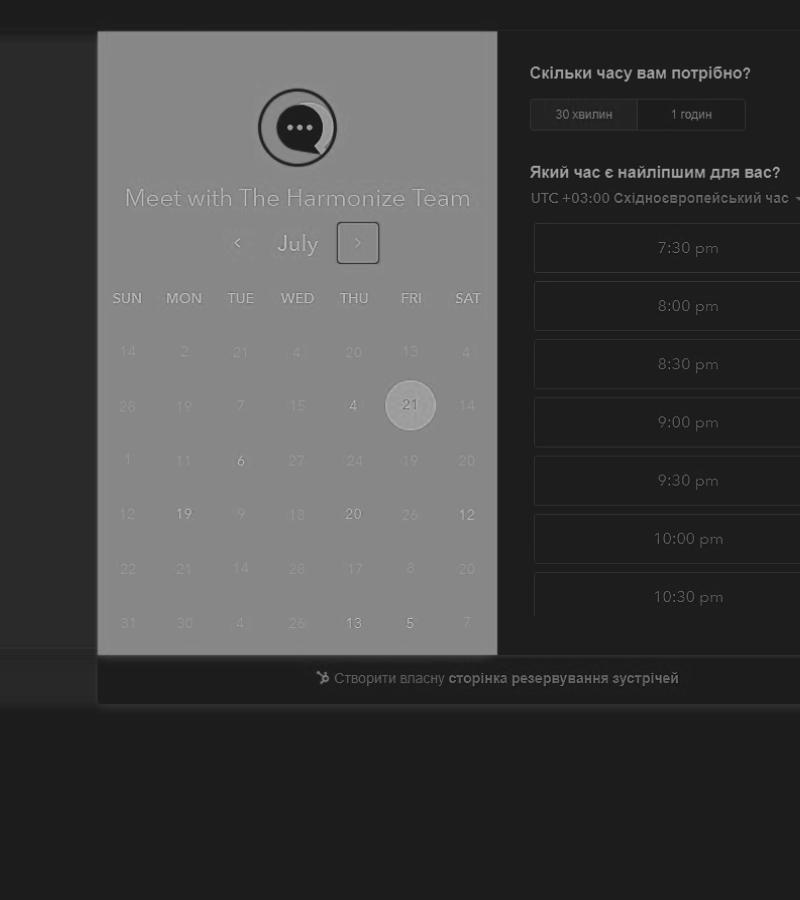 Meet with The Harmonize Team
July
SUN MON TUE WED THU FRI SAT
14 2 21 4 20 13 4
28 19 7 15 4 21 14
1 11 6 27 24 19 20
12 19 9 13 20 26 12
22 21 14 28 17 8 20
31 30 4 26 13 5 7
Скільки часу вам потрібно?
30 хвилин 1 годин
Який час є найліпшим для вас?
UTC +03:00 Східноєвропейський час
7:30 pm
8:00 pm
8:30 pm
9:00 pm
9:30 pm
10:00 pm
10:30 pm
Створити власну сторінка резервування зустрічей